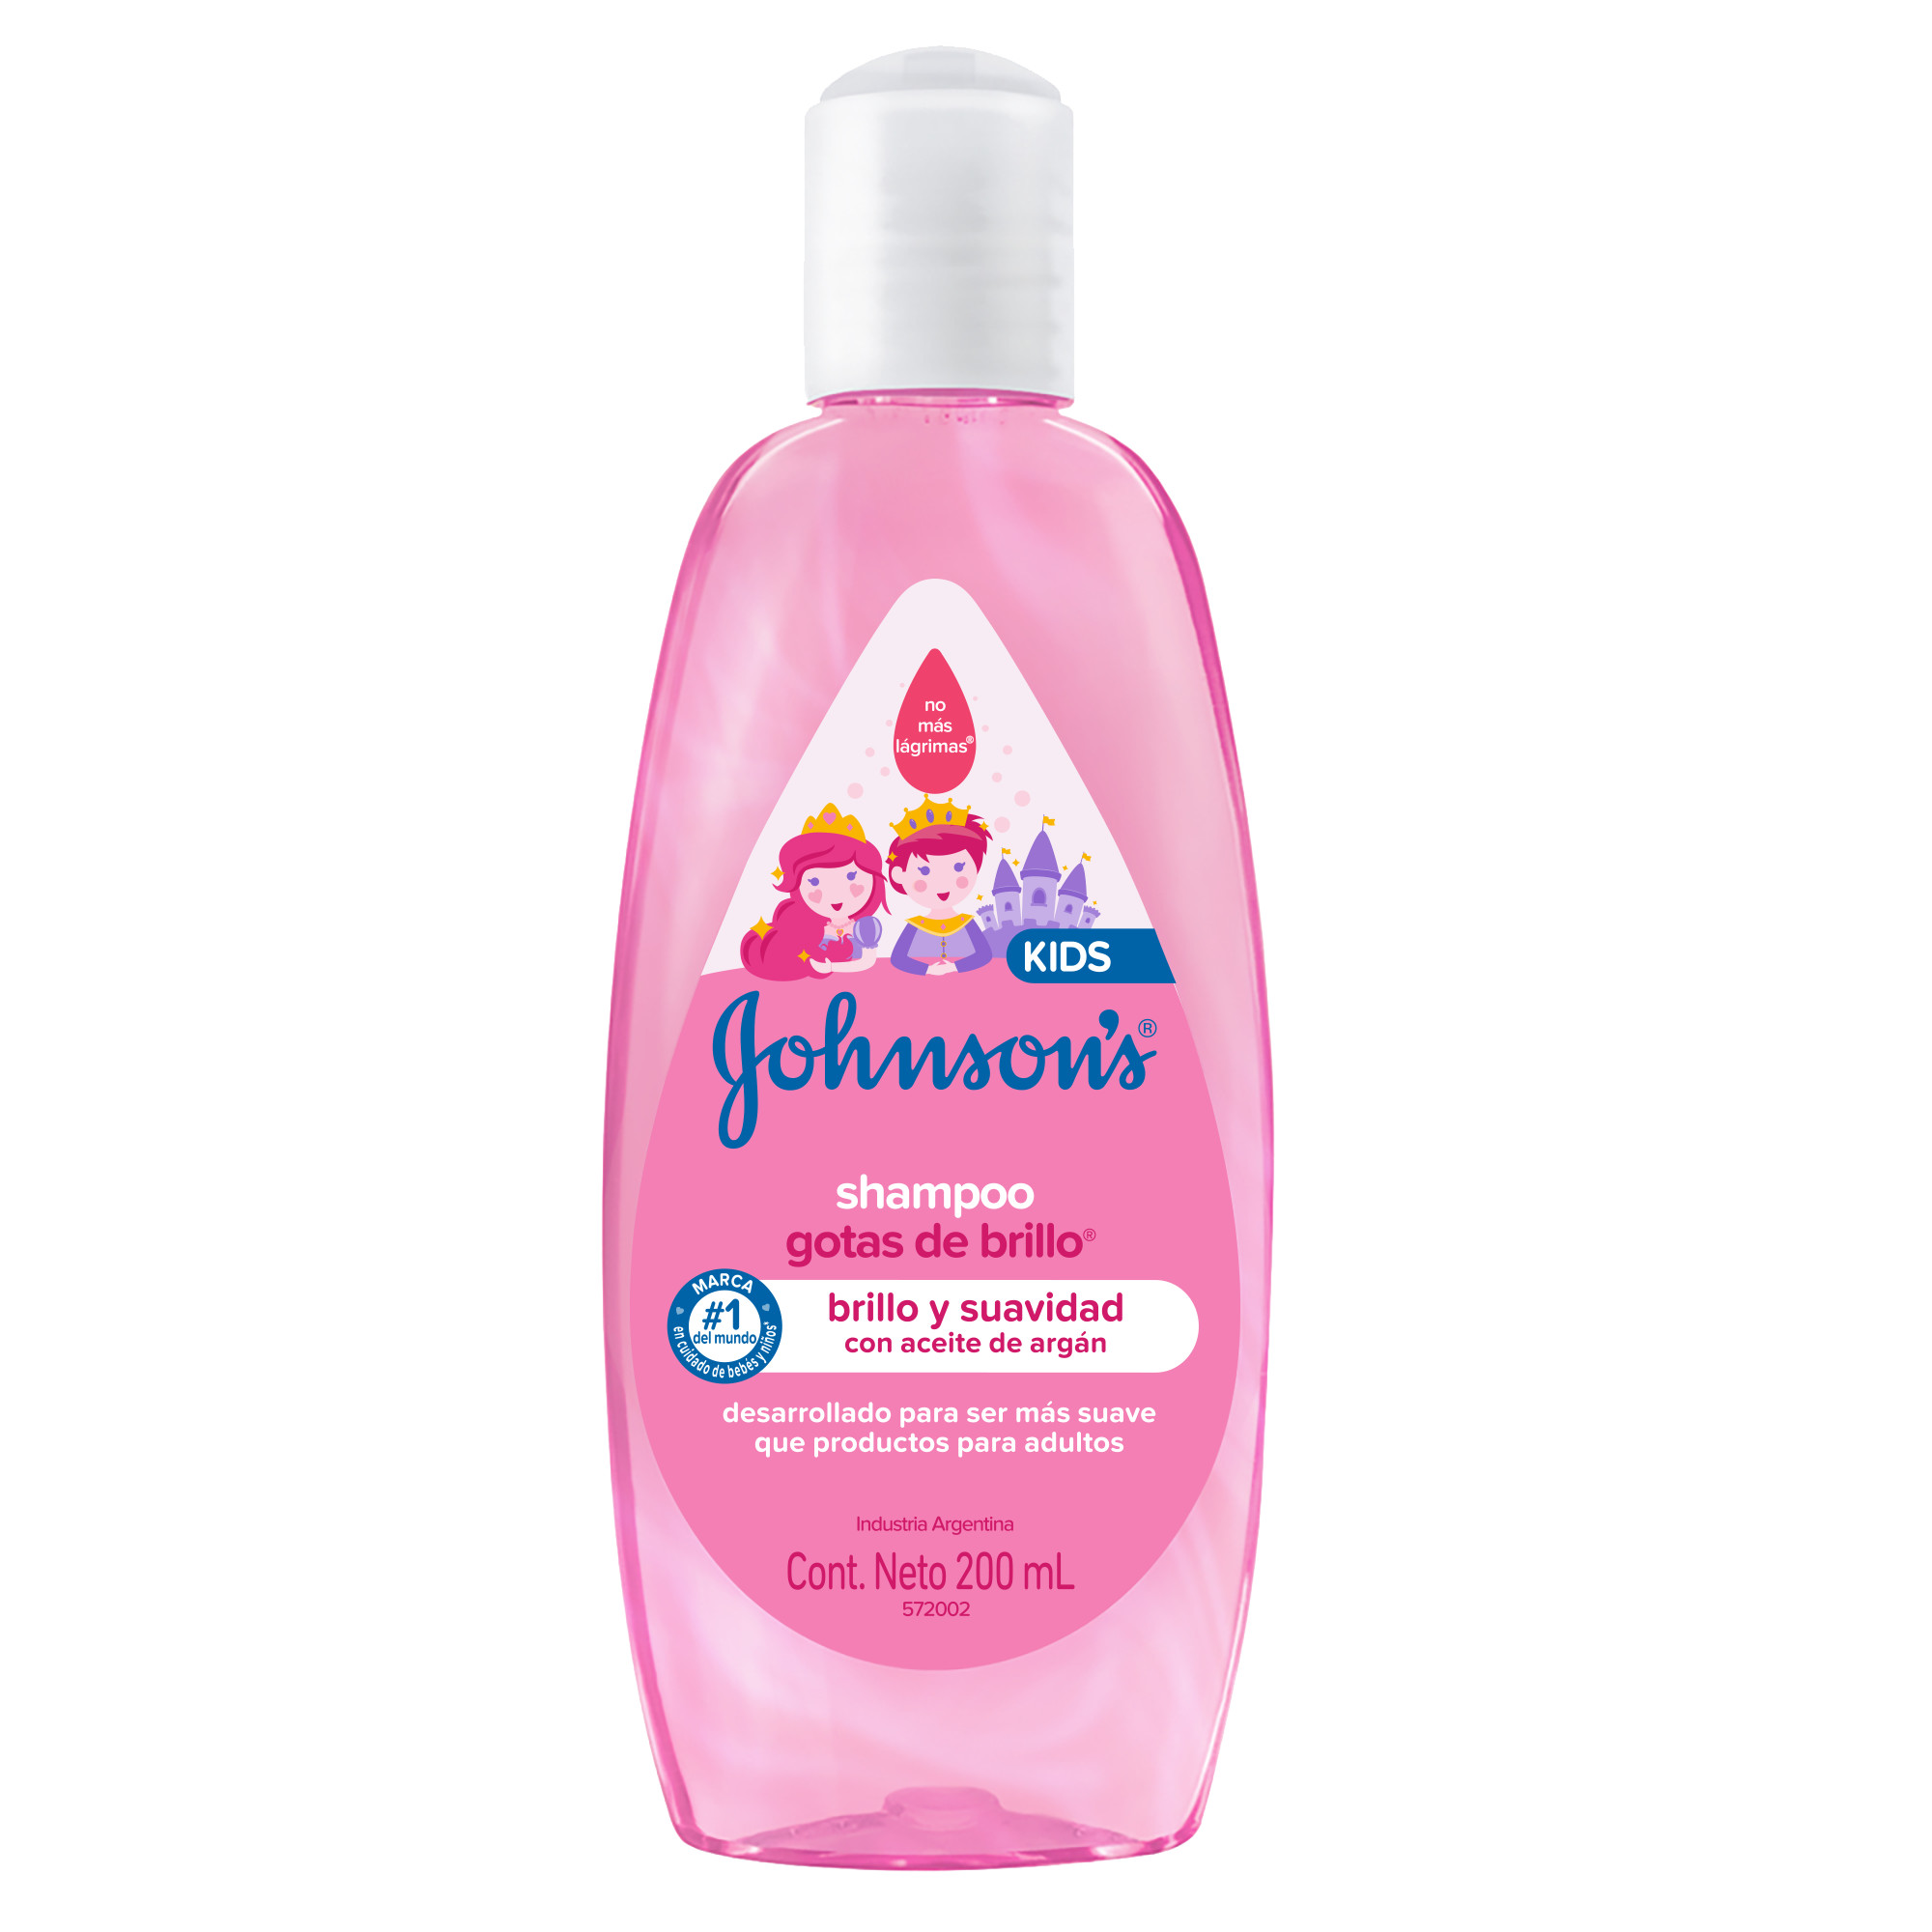 no
más
lágrimas®
KIDS
Johnson's®
shampoo
gotas de brillo®
MARCA
#1
del mundo
en cuidado de bebés y niños*
brillo y suavidad
con aceite de argán
desarrollado para ser más suave
que productos para adultos
Industria Argentina
Cont. Neto 200 mL
572002